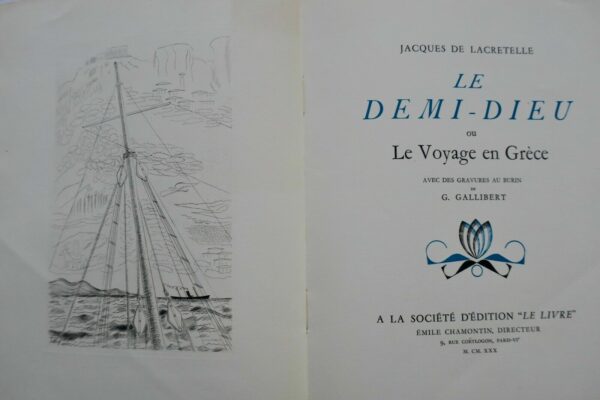 JACQUES DE LACRETELLE
LE
DEMI-DIEU
ou
Le Voyage en Grèce
AVEC DES GRAVURES AU BURIN
DE
G. GALLIBERT
A LA SOCIÉTÉ D'ÉDITION "LE LIVRE"
ÉMILE CHAMONTIN, DIRECTEUR
9, RUE COËTLOGON, PARIS-VIᵉ
M. CM. XXX